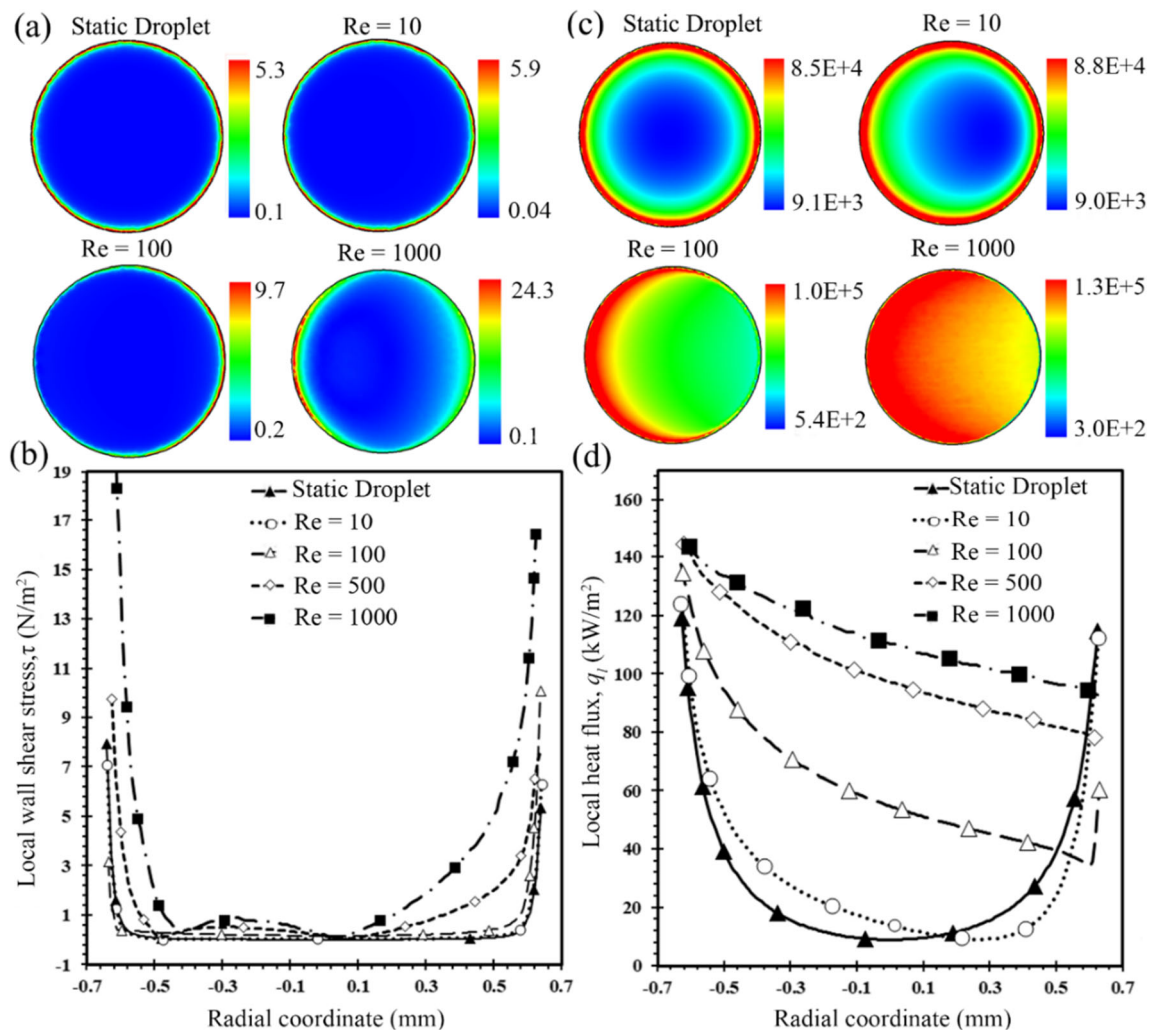 (a)
Static Droplet
Re = 10
5.3
0.1
5.9
0.04
Re = 100
Re = 1000
9.7
0.2
24.3
0.1
(c)
Static Droplet
Re = 10
8.5E+4
9.1E+3
8.8E+4
9.0E+3
Re = 100
Re = 1000
1.0E+5
5.4E+2
1.3E+5
3.0E+2
(b)
Local wall shear stress,τ (N/m²)
19
17
15
13
11
9
7
5
3
1
-1
-0.7
-0.5
-0.3
-0.1
0.1
0.3
0.5
0.7
Radial coordinate (mm)
Static Droplet
Re = 10
Re = 100
Re = 500
Re = 1000
(d)
Local heat flux, qₗ (kW/m²)
160
140
120
100
80
60
40
20
0
-0.7
-0.5
-0.3
-0.1
0.1
0.3
0.5
0.7
Radial coordinate (mm)
Static Droplet
Re = 10
Re = 100
Re = 500
Re = 1000